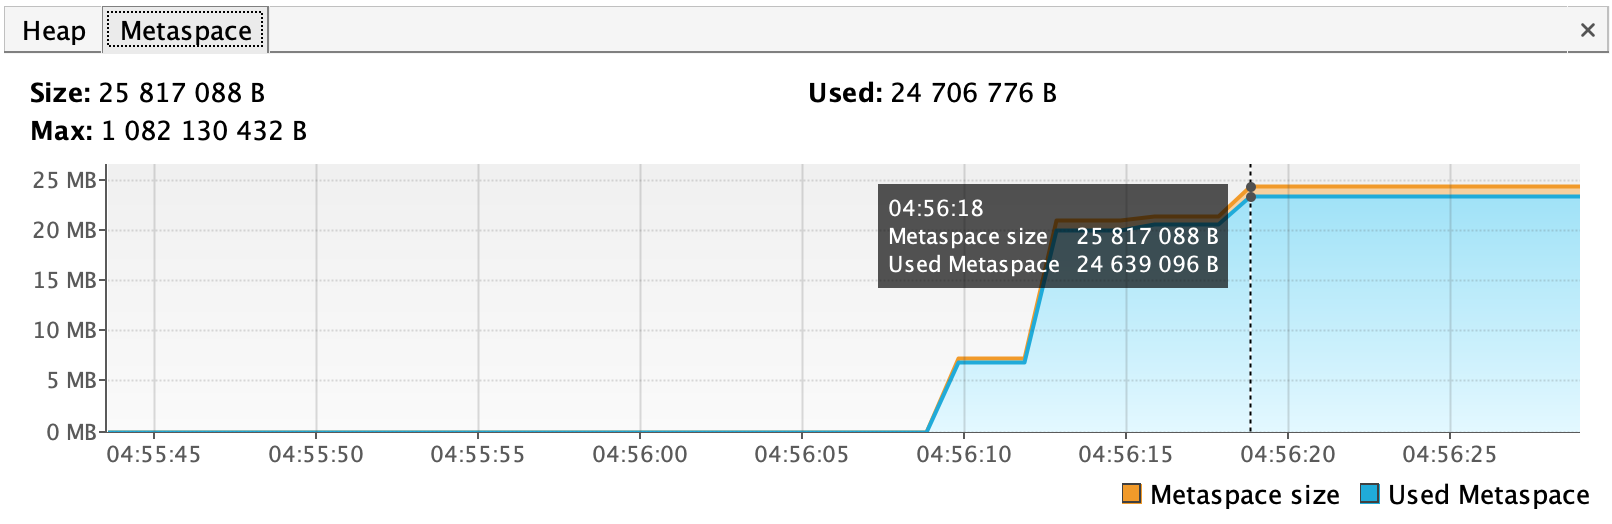 Heap Metaspace ×
Size: 25 817 088 B Used: 24 706 776 B
Max: 1 082 130 432 B
25 MB
20 MB
15 MB
10 MB
5 MB
0 MB
04:56:18
Metaspace size 25 817 088 B
Used Metaspace 24 639 096 B
04:55:45 04:55:50 04:55:55 04:56:00 04:56:05 04:56:10 04:56:15 04:56:20 04:56:25
Metaspace size Used Metaspace